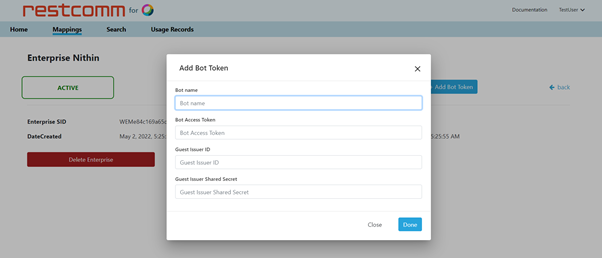 restcomm for
Documentation
testUser
Home
Mappings
Search
Usage Records
Enterprise Nithin
ACTIVE
Add Bot Token
back
Enterprise SID
DateCreated
May 2, 2022, 5:25:
5:25:55 AM
Delete Enterprise
Add Bot Token
Bot name
Bot name
Bot Access Token
Bot Access Token
Guest Issuer ID
Guest Issuer ID
Guest Issuer Shared Secret
Guest Issuer Shared Secret
Close
Done